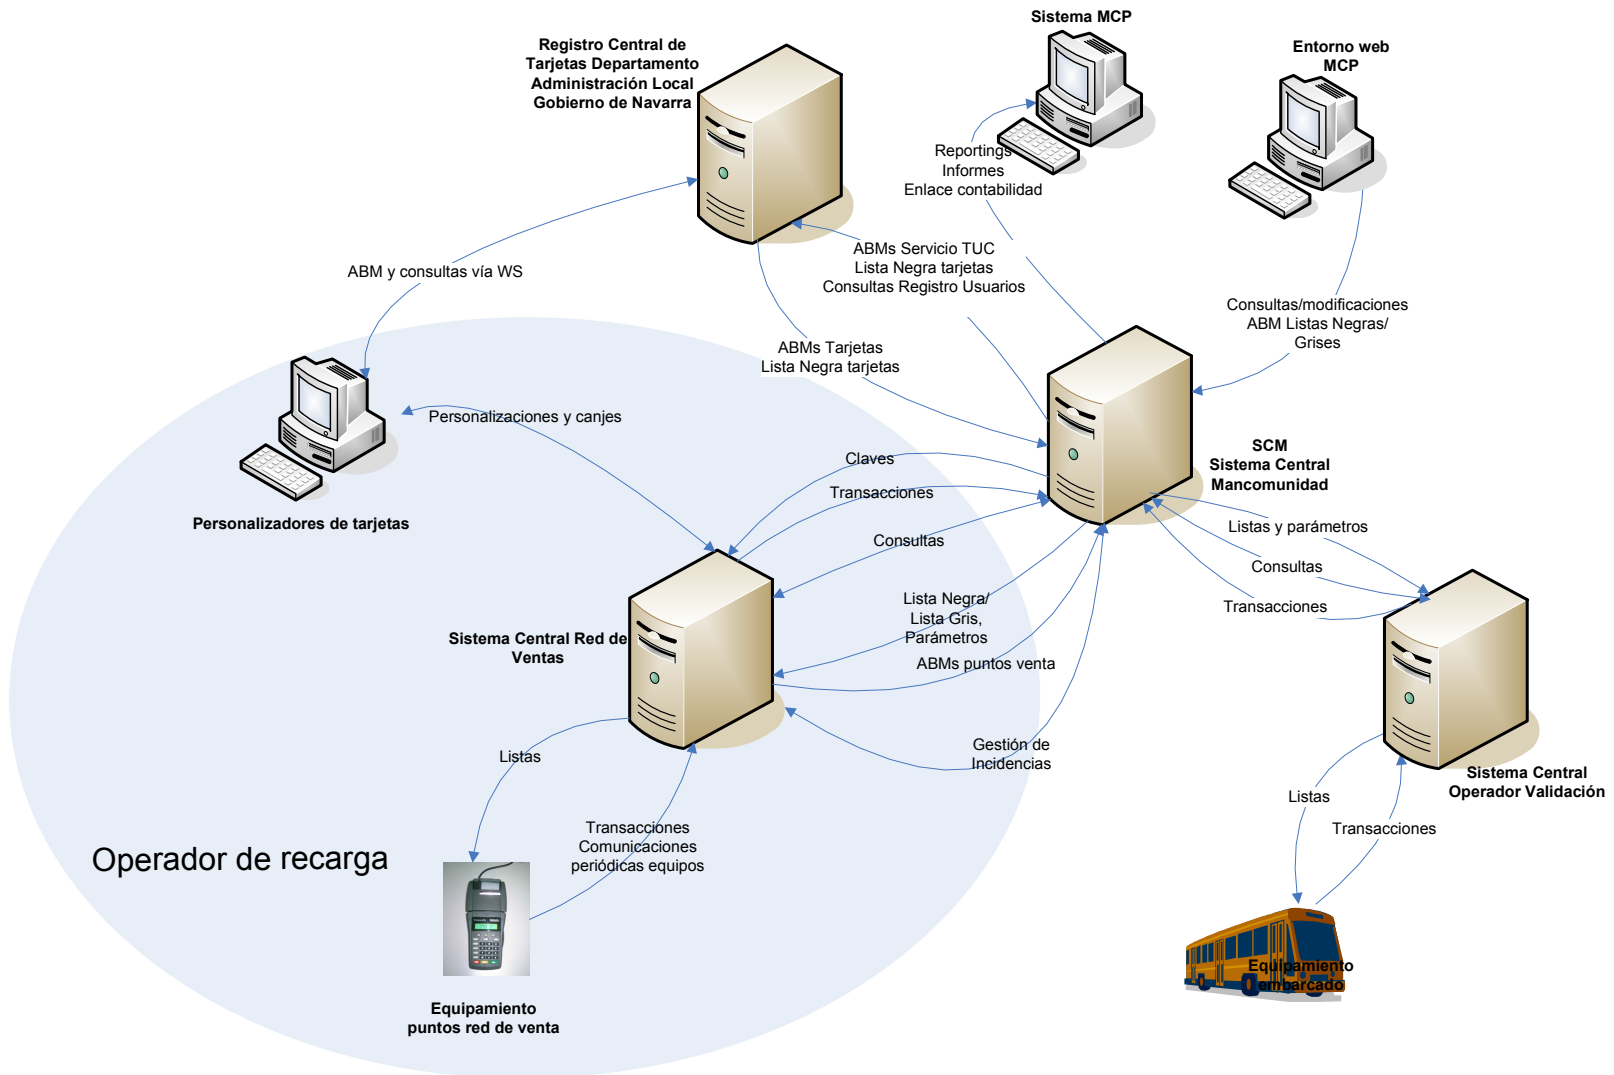 Sistema MCP
Registro Central de
Tarjetas Departamento
Administración Local
Gobierno de Navarra
Entorno web
MCP
Reportings
Informes
Enlace contabilidad
ABM y consultas vía WS
ABMs Servicio TUC
Lista Negra tarjetas
Consultas Registro Usuarios
Consultas/modificaciones
ABM Listas Negras/
Grises
ABMs Tarjetas
Lista Negra tarjetas
Personalizaciones y canjes
Personalizadores de tarjetas
Claves
Transacciones
Consultas
SCM
Sistema Central
Mancomunidad
Listas y parámetros
Consultas
Transacciones
Lista Negra/
Lista Gris,
Parámetros
ABMs puntos venta
Sistema Central Red de
Ventas
Gestión de
Incidencias
Listas
Transacciones
Comunicaciones
periódicas equipos
Operador de recarga
Equipamiento
puntos red de venta
Sistema Central
Operador Validación
Listas
Transacciones
Equipamiento
embarcado